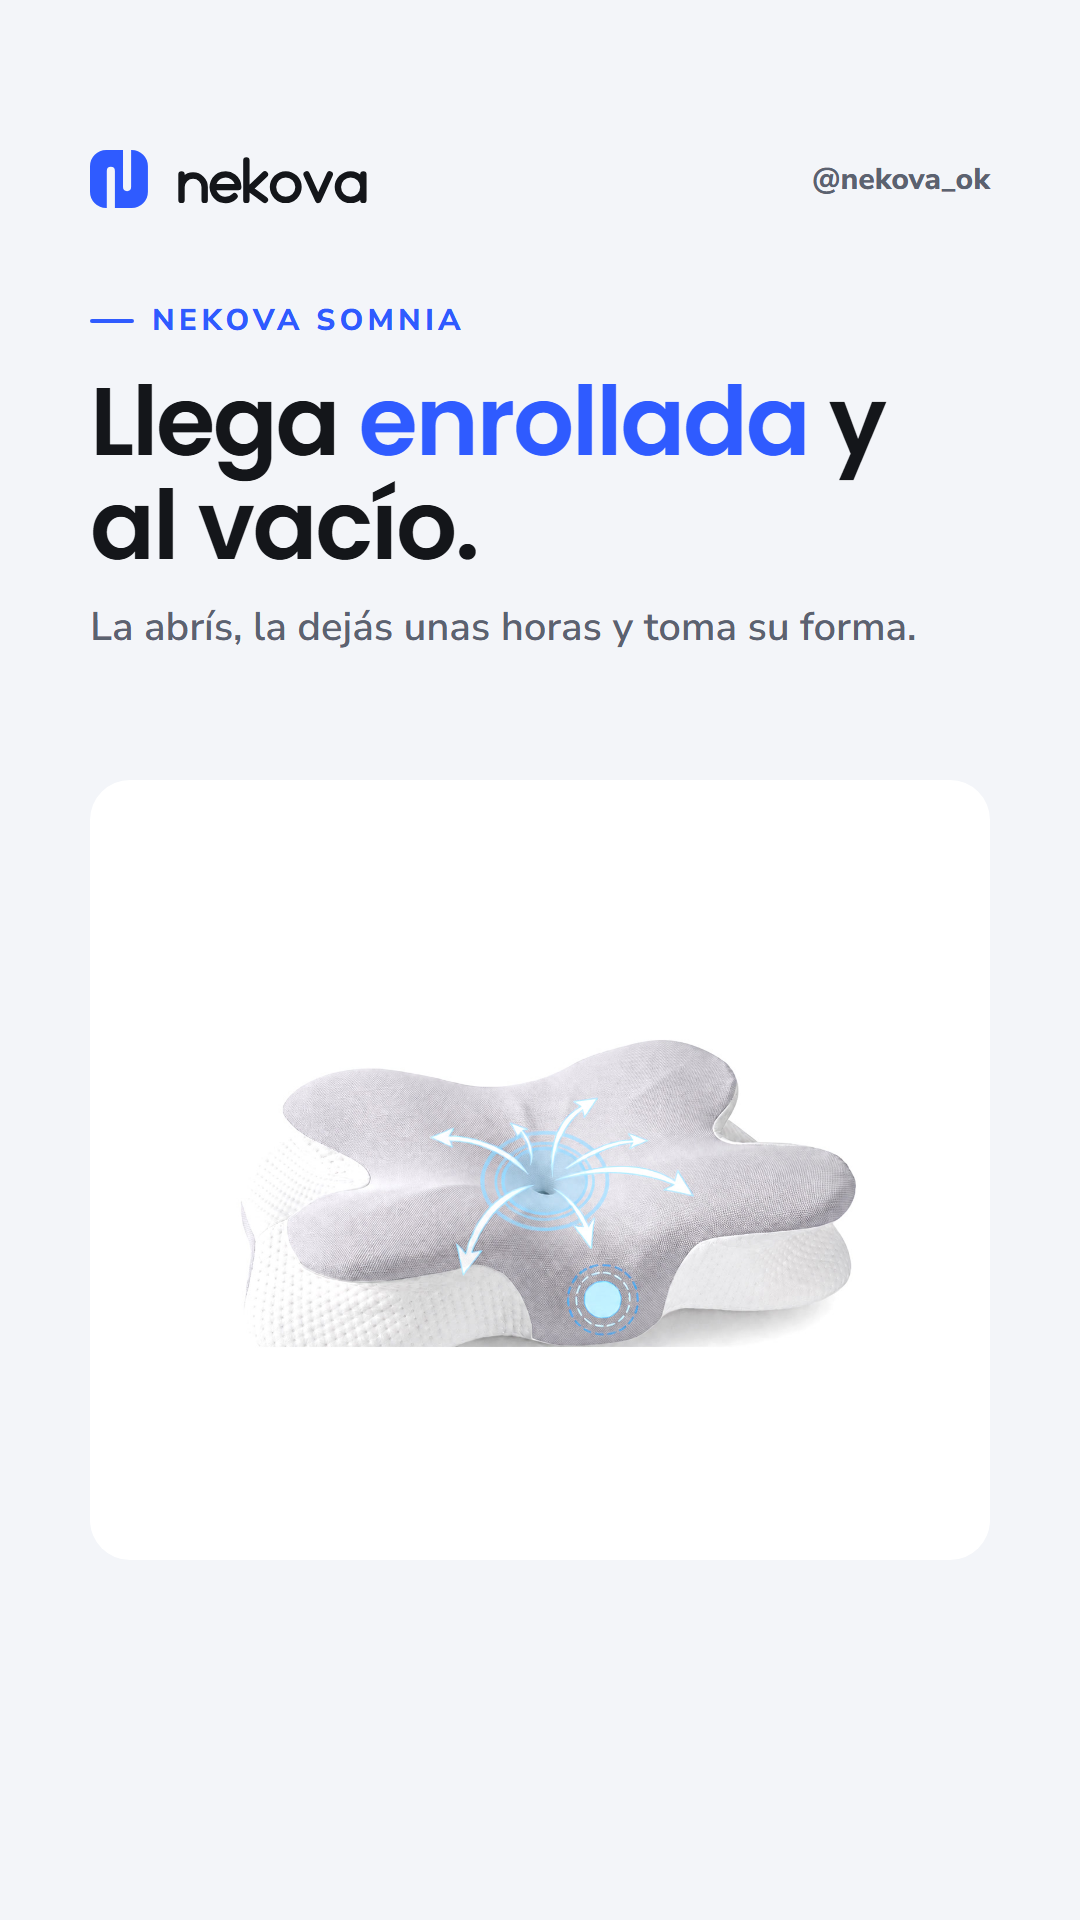 nekova
@nekova_ok
NEKOVA SOMNIA
Llega enrollada y
al vacío.
La abrís, la dejás unas horas y toma su forma.